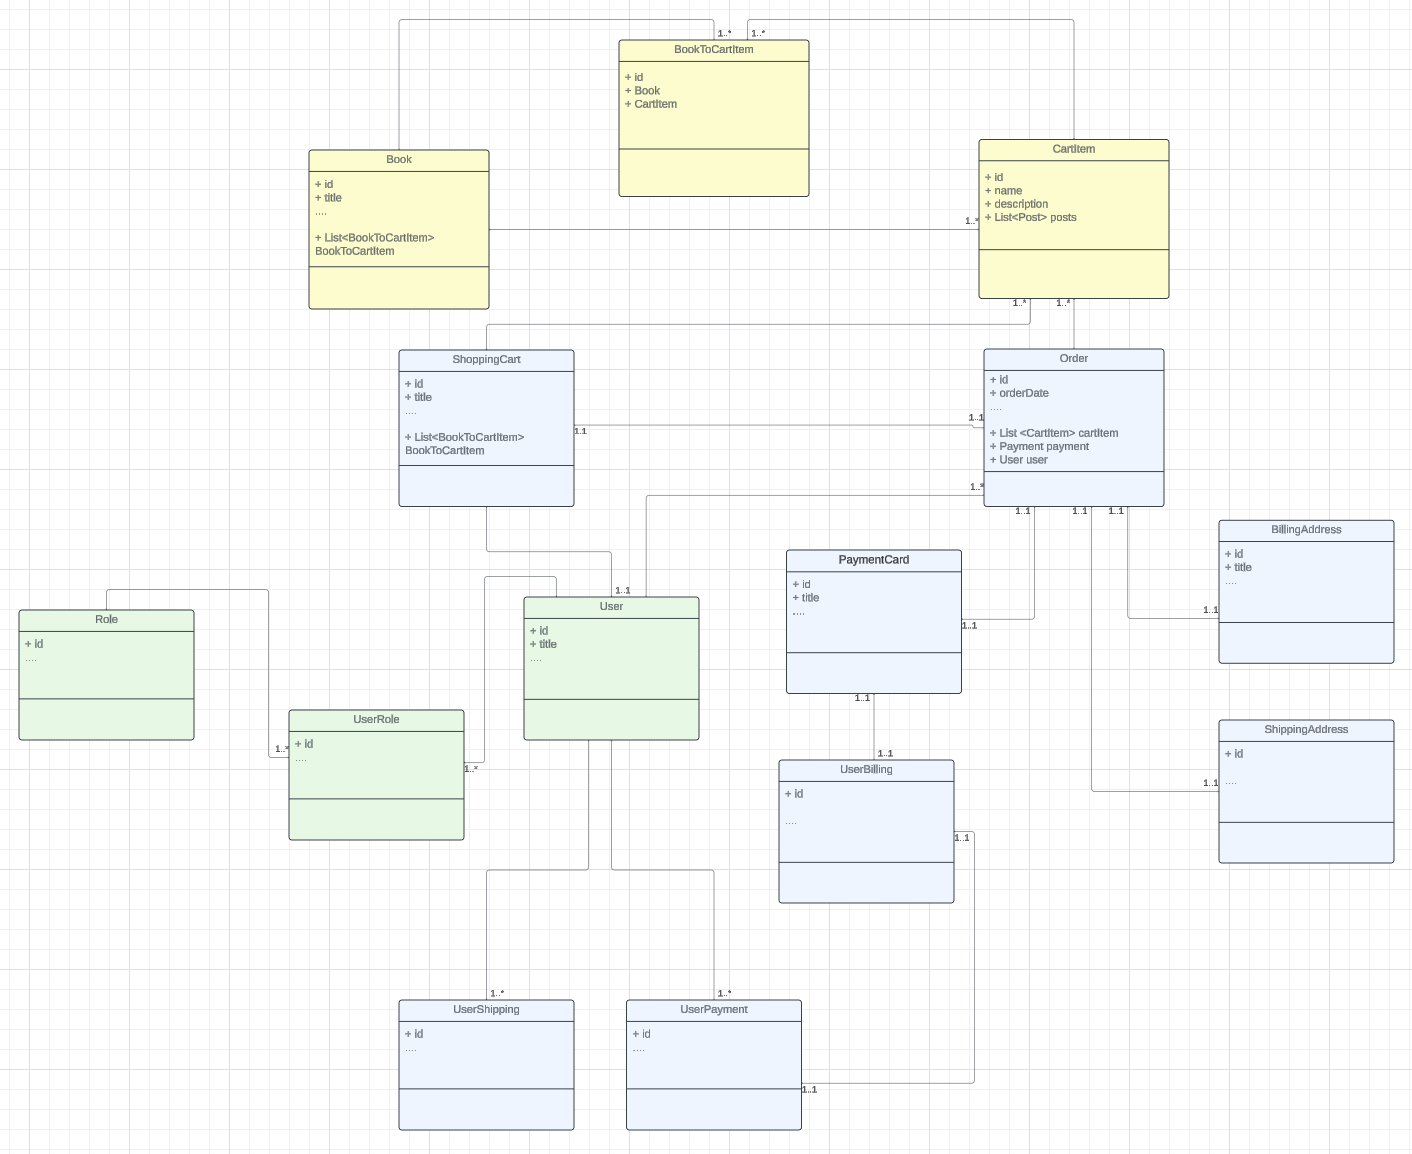 1..*
1..*
BookToCartItem
+ id
+ Book
+ CartItem
Book
+ id
+ title
....
+ List<BookToCartItem>
BookToCartItem
CartItem
+ id
+ name
+ description
+ List<Post> posts
1..*
1..*
1..*
ShoppingCart
+ id
+ title
....
+ List<BookToCartItem>
BookToCartItem
1.1
Order
+ id
+ orderDate
....
+ List <CartItem> cartItem
+ Payment payment
+ User user
1..1
1..*
1..1
1..1
1..1
BillingAddress
+ id
+ title
....
1..1
PaymentCard
+ id
+ title
....
1..1
1..1
1..1
User
+ id
+ title
....
Role
+ id
....
UserRole
+ id
....
1..*
1..*
ShippingAddress
+ id
....
1..1
1..1
UserBilling
+ id
....
1..1
1..*
UserShipping
+ id
....
1..*
UserPayment
+ id
....
1..1